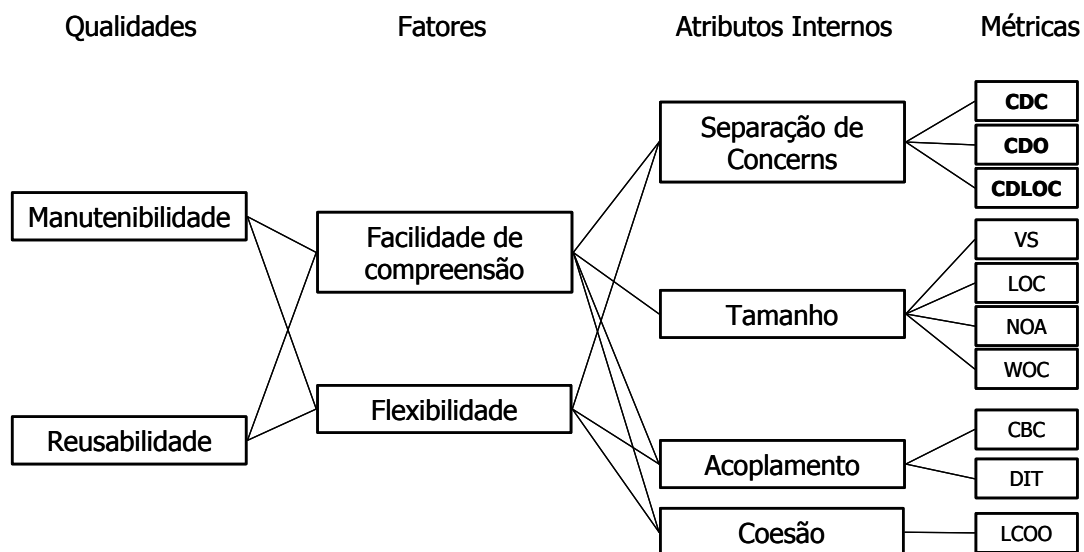 Qualidades
Fatores
Atributos Internos
Métricas
Manutenibilidade
Reusabilidade
Facilidade de
compreensão
Flexibilidade
Separação de
Concerns
Tamanho
Acoplamento
Coesão
CDC
CDO
CDLOC
VS
LOC
NOA
WOC
CBC
DIT
LCOO